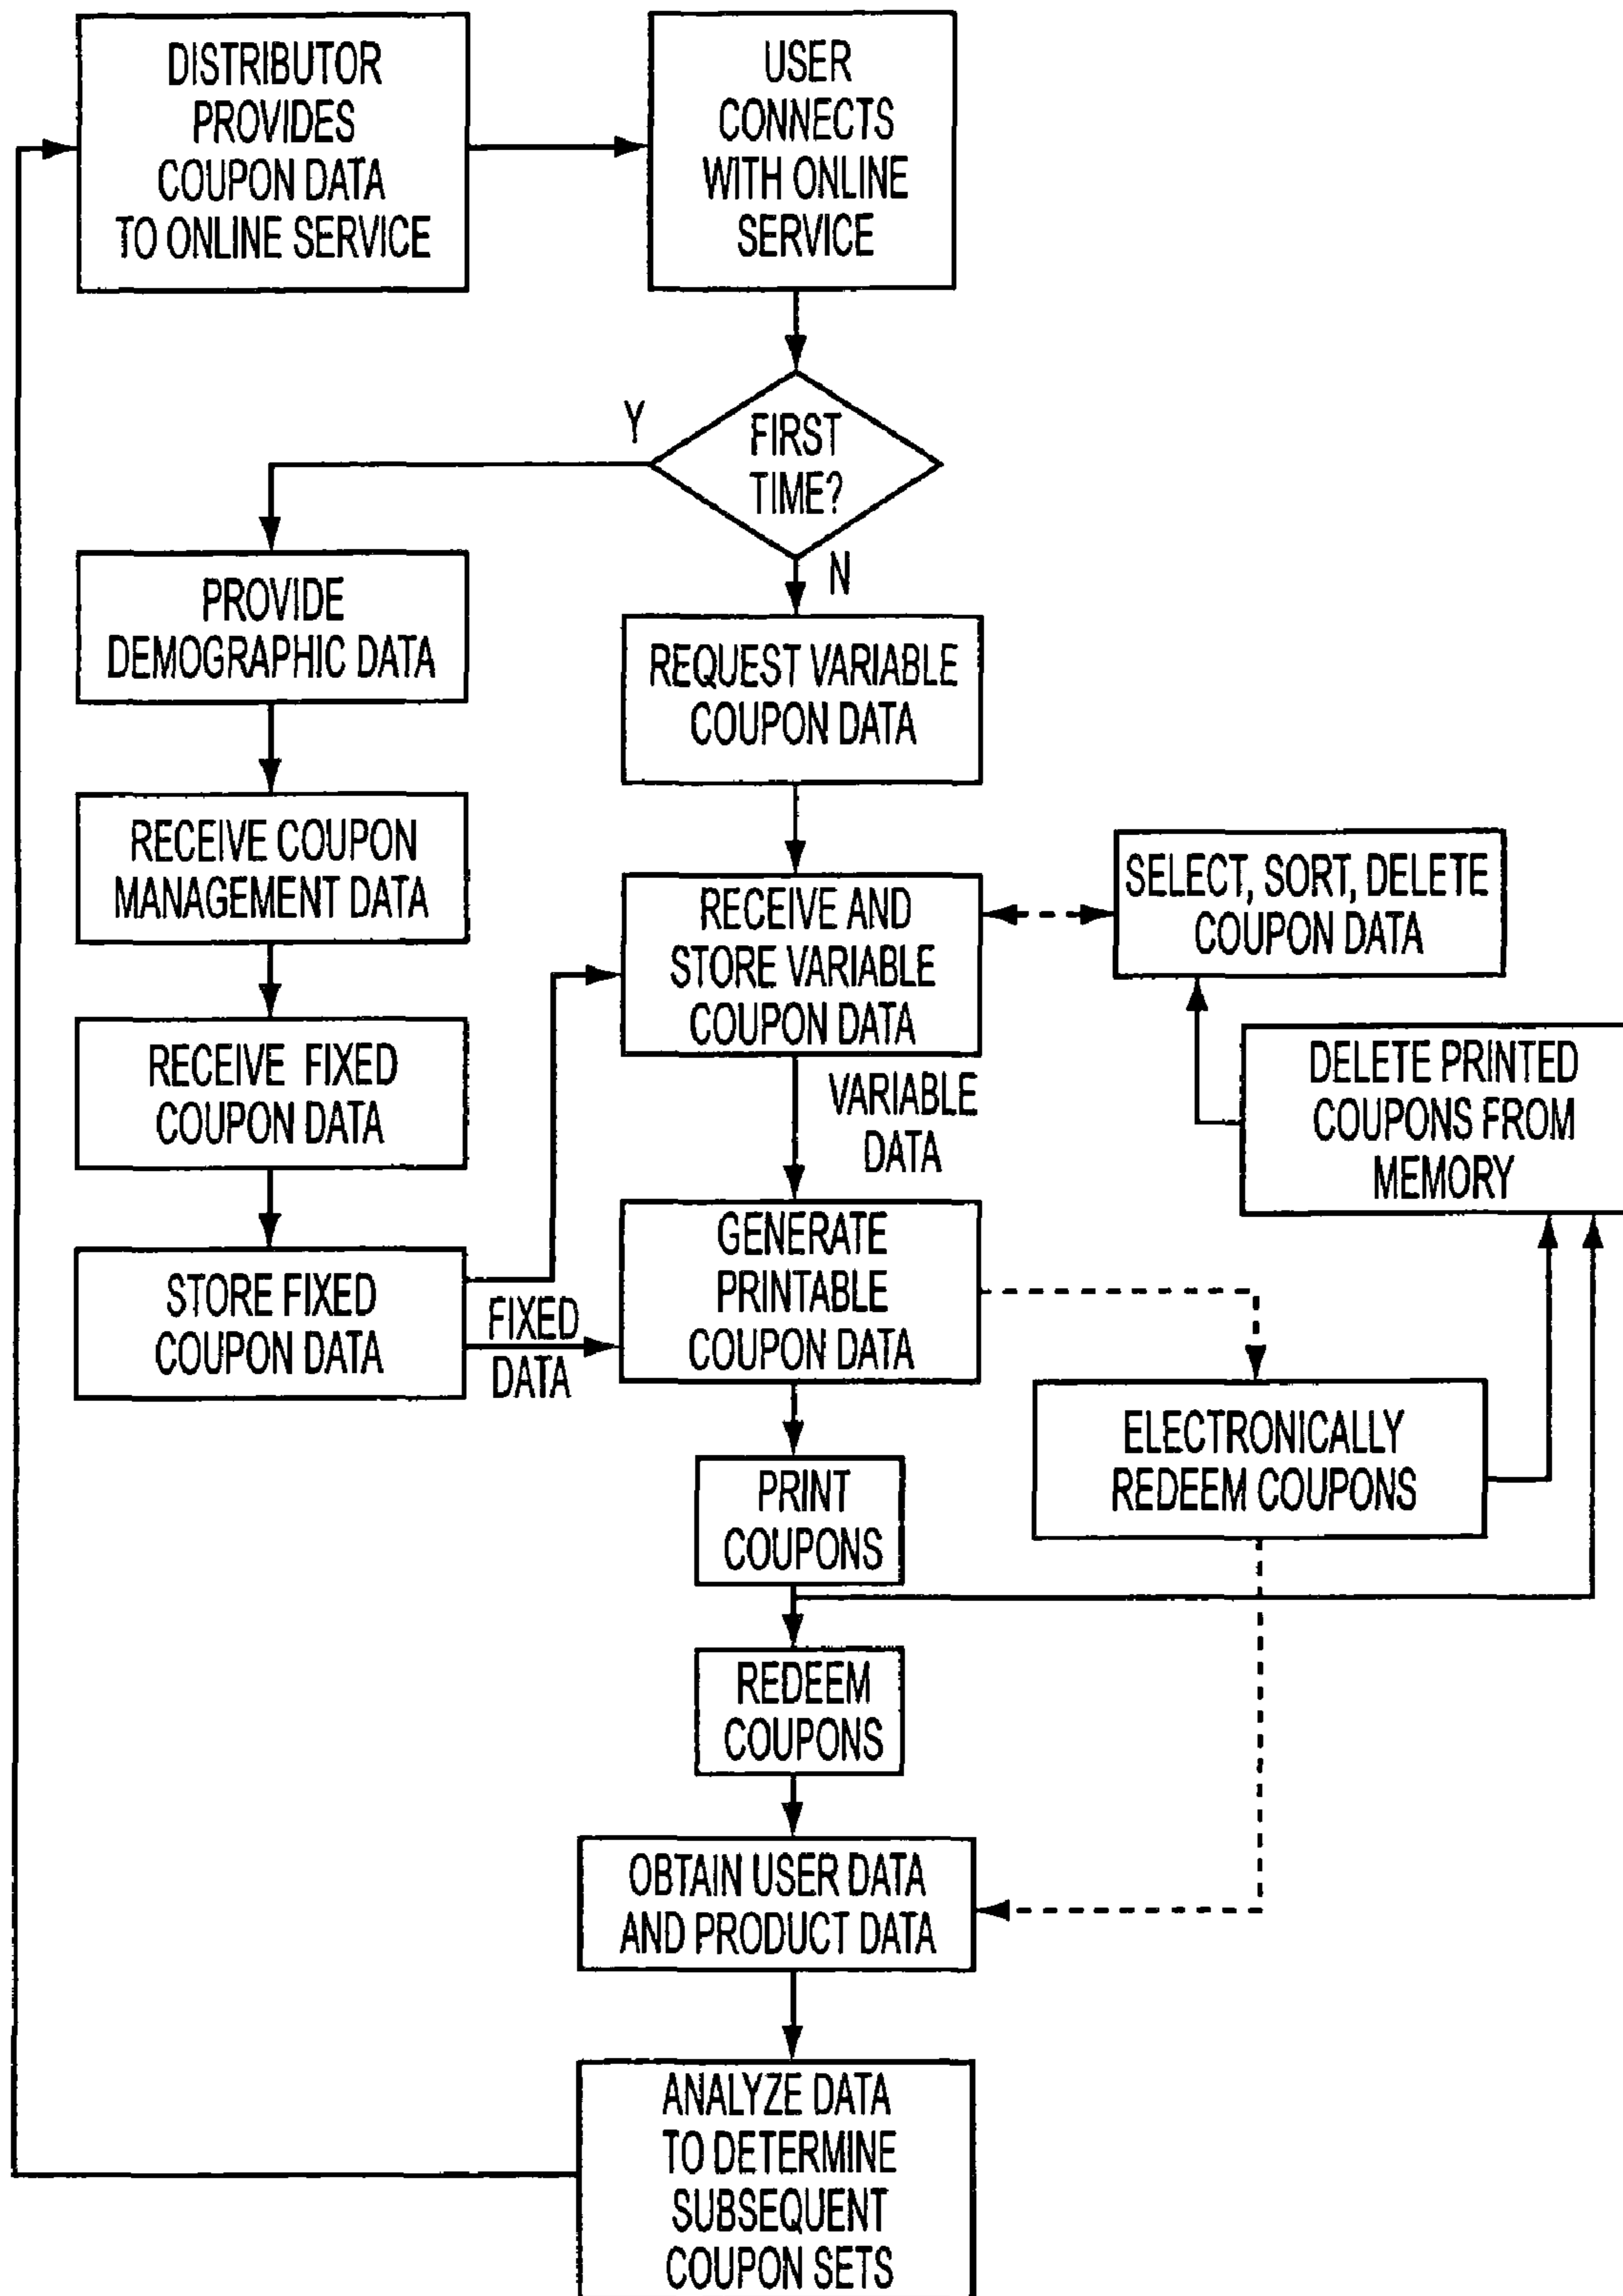 DISTRIBUTOR
PROVIDES
COUPON DATA
TO ONLINE SERVICE
USER
CONNECTS
WITH ONLINE
SERVICE
FIRST
TIME?
Y
N
PROVIDE
DEMOGRAPHIC DATA
REQUEST VARIABLE
COUPON DATA
RECEIVE COUPON
MANAGEMENT DATA
RECEIVE AND
STORE VARIABLE
COUPON DATA
SELECT, SORT, DELETE
COUPON DATA
RECEIVE FIXED
COUPON DATA
VARIABLE
DATA
DELETE PRINTED
COUPONS FROM
MEMORY
STORE FIXED
COUPON DATA
FIXED
DATA
GENERATE
PRINTABLE
COUPON DATA
ELECTRONICALLY
REDEEM COUPONS
PRINT
COUPONS
REDEEM
COUPONS
OBTAIN USER DATA
AND PRODUCT DATA
ANALYZE DATA
TO DETERMINE
SUBSEQUENT
COUPON SETS